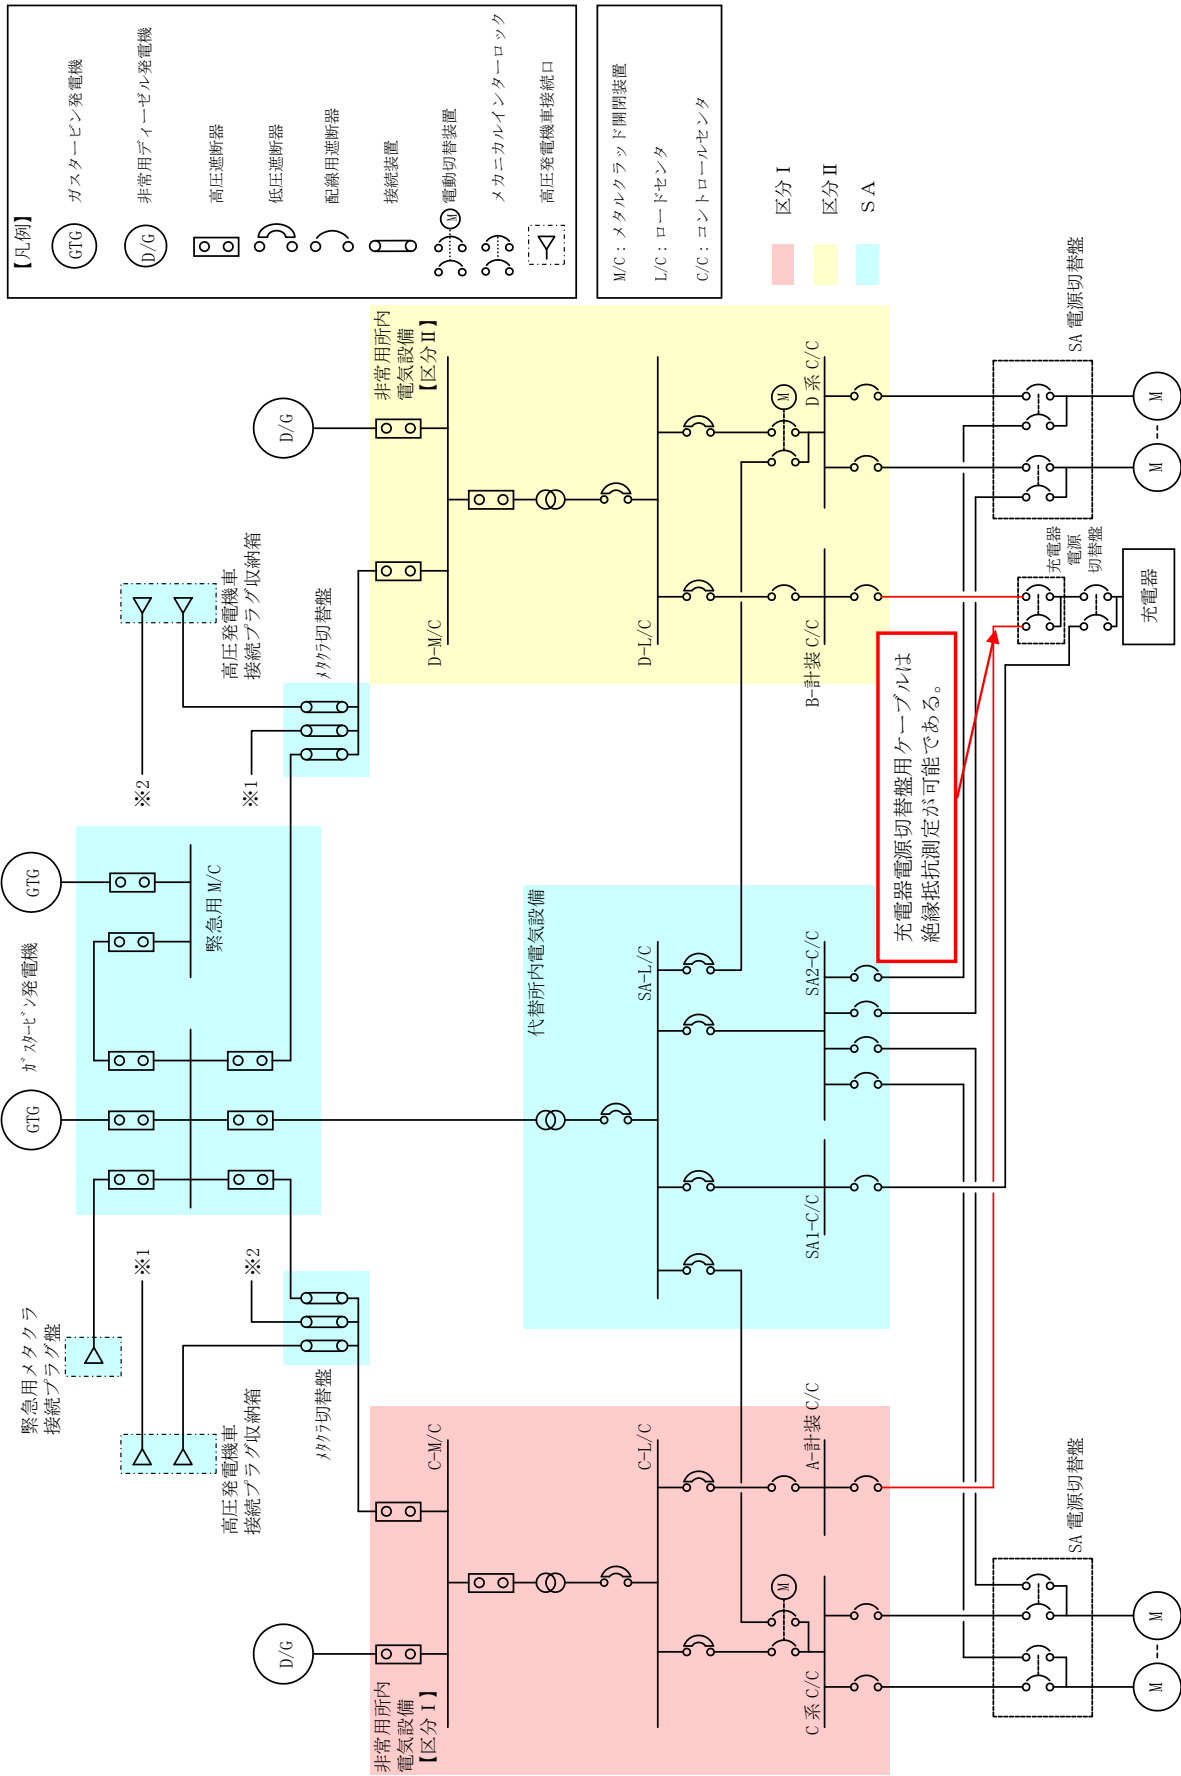 【凡例】
GTG
ガスタービン発電機
D/G
非常用ディーゼル発電機
高圧遮断器
低圧遮断器
配線用遮断器
接続装置
M
電動切替装置
メカニカルインターロック
高圧発電機車接続口
M/C：メタルクラッド開閉装置
L/C：ロードセンタ
C/C：コントロールセンタ
区分Ⅰ
区分Ⅱ
ＳＡ
緊急用メタクラ
接続プラグ盤
GTG
ｶﾞｽﾀｰﾋﾞﾝ発電機
GTG
緊急用 M/C
※1
※2
※2
※1
高圧発電機車
接続プラグ収納箱
ﾒﾀｸﾗ切替盤
高圧発電機車
接続プラグ収納箱
ﾒﾀｸﾗ切替盤
D/G
非常用所内
電気設備
【区分Ⅰ】
C-M/C
C-L/C
M
C 系 C/C
A-計装 C/C
代替所内電気設備
SA-L/C
SA1-C/C
SA2-C/C
D/G
非常用所内
電気設備
【区分Ⅱ】
D-M/C
D-L/C
M
B-計装 C/C
D 系 C/C
充電器電源切替盤用ケーブルは
絶縁抵抗測定が可能である。
SA 電源切替盤
M
M
充電器
電源
切替盤
充電器
SA 電源切替盤
M
M